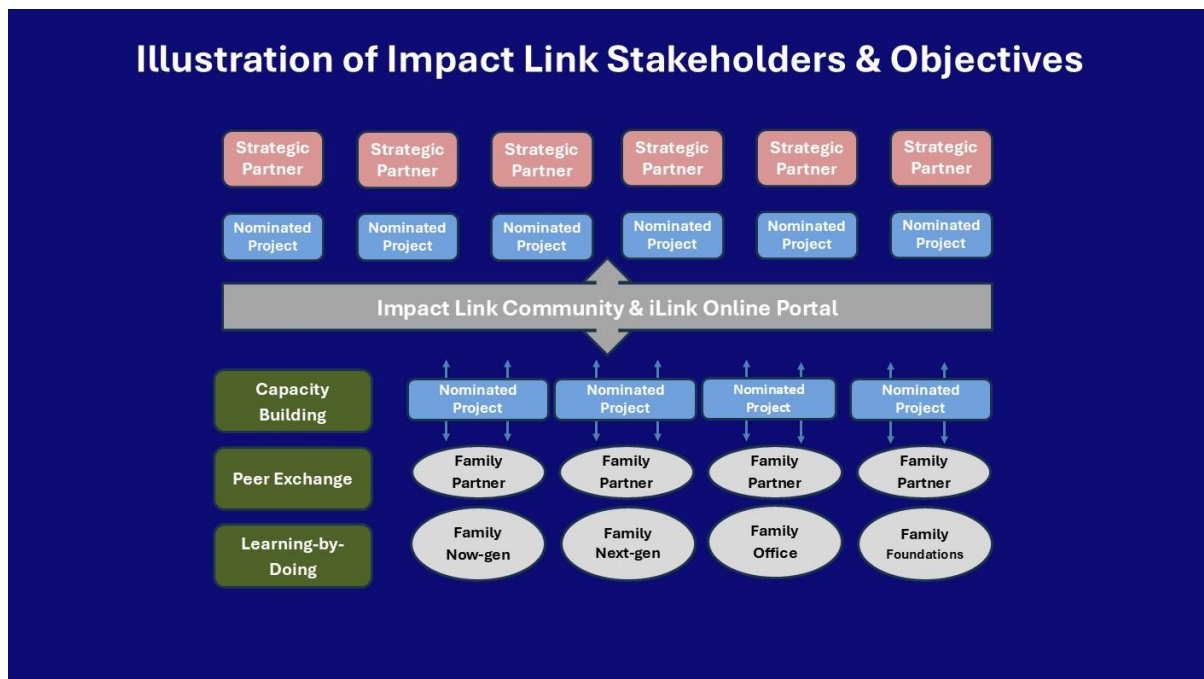 Illustration of Impact Link Stakeholders & Objectives
Strategic
Partner
Strategic
Partner
Strategic
Partner
Strategic
Partner
Strategic
Partner
Strategic
Partner
Nominated
Project
Nominated
Project
Nominated
Project
Nominated
Project
Nominated
Project
Nominated
Project
Impact Link Community & iLink Online Portal
Capacity
Building
Nominated
Project
Nominated
Project
Nominated
Project
Nominated
Project
Peer Exchange
Family
Partner
Family
Partner
Family
Partner
Family
Partner
Learning-by-
Doing
Family
Now-gen
Family
Next-gen
Family
Office
Family
Foundations